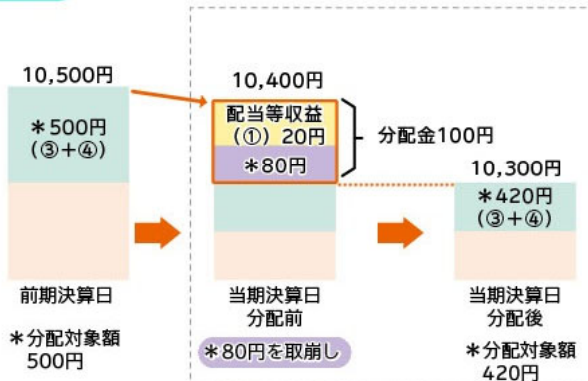 10,500円
＊500円
(③＋④)
前期決算日
＊分配対象額
500円
10,400円
配当等収益
(①) 20円
＊80円
分配金100円
当期決算日
分配前
＊80円を取崩し
10,300円
＊420円
(③＋④)
当期決算日
分配後
＊分配対象額
420円